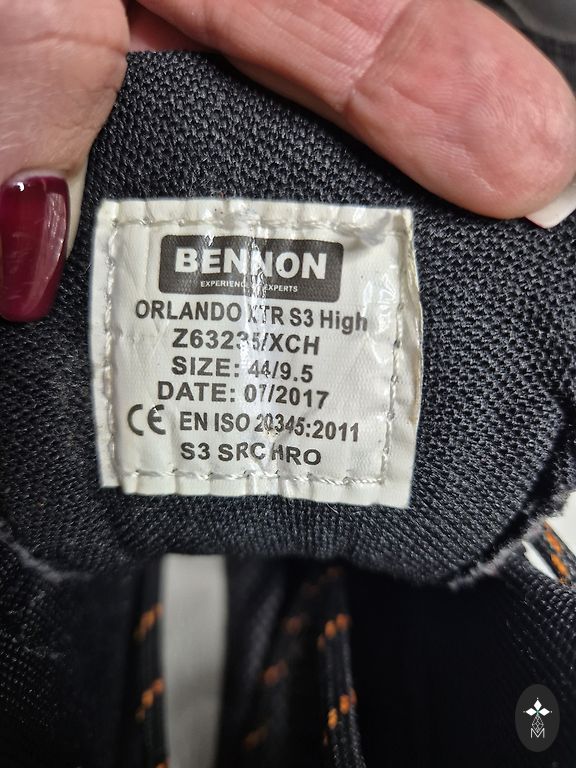 BENNON
EXPERIENCED EXPERTS
ORLANDO XTR S3 High
Z63235/XCH
SIZE: 44/9.5
DATE: 07/2017
CE EN ISO 20345:2011
S3 SRC HRO
M